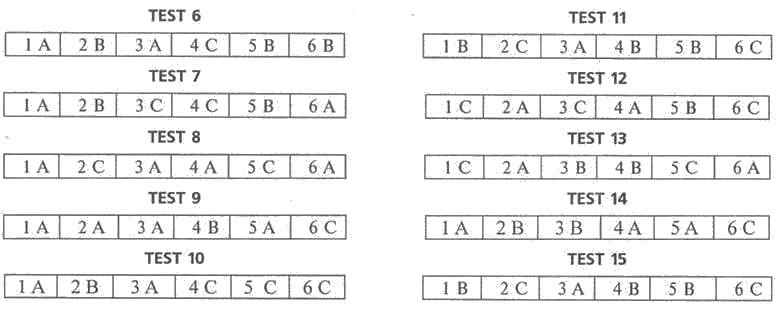 TEST 6
1 A 2 B 3 A 4 C 5 B 6 B
TEST 7
1 A 2 B 3 C 4 C 5 B 6 A
TEST 8
1 A 2 C 3 A 4 A 5 C 6 A
TEST 9
1 A 2 A 3 A 4 B 5 A 6 C
TEST 10
1 A 2 B 3 A 4 C 5 C 6 C
TEST 11
1 B 2 C 3 A 4 B 5 B 6 C
TEST 12
1 C 2 A 3 C 4 A 5 B 6 C
TEST 13
1 C 2 A 3 B 4 B 5 C 6 A
TEST 14
1 A 2 B 3 B 4 A 5 A 6 C
TEST 15
1 B 2 C 3 A 4 B 5 B 6 C